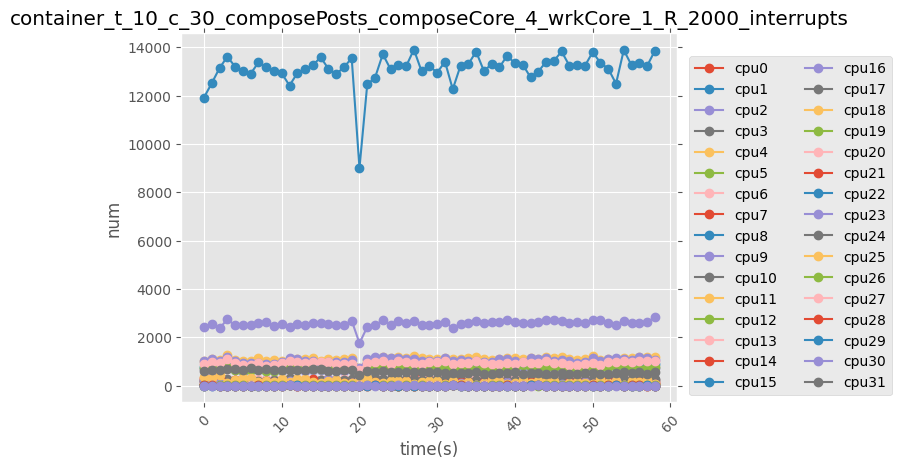 container_t_10_c_30_composePosts_composeCore_4_wrkCore_1_R_2000_interrupts
14000
12000
10000
8000
6000
4000
2000
0
num
0
10
20
30
40
50
60
time(s)
cpu0
cpu1
cpu2
cpu3
cpu4
cpu5
cpu6
cpu7
cpu8
cpu9
cpu10
cpu11
cpu12
cpu13
cpu14
cpu15
cpu16
cpu17
cpu18
cpu19
cpu20
cpu21
cpu22
cpu23
cpu24
cpu25
cpu26
cpu27
cpu28
cpu29
cpu30
cpu31